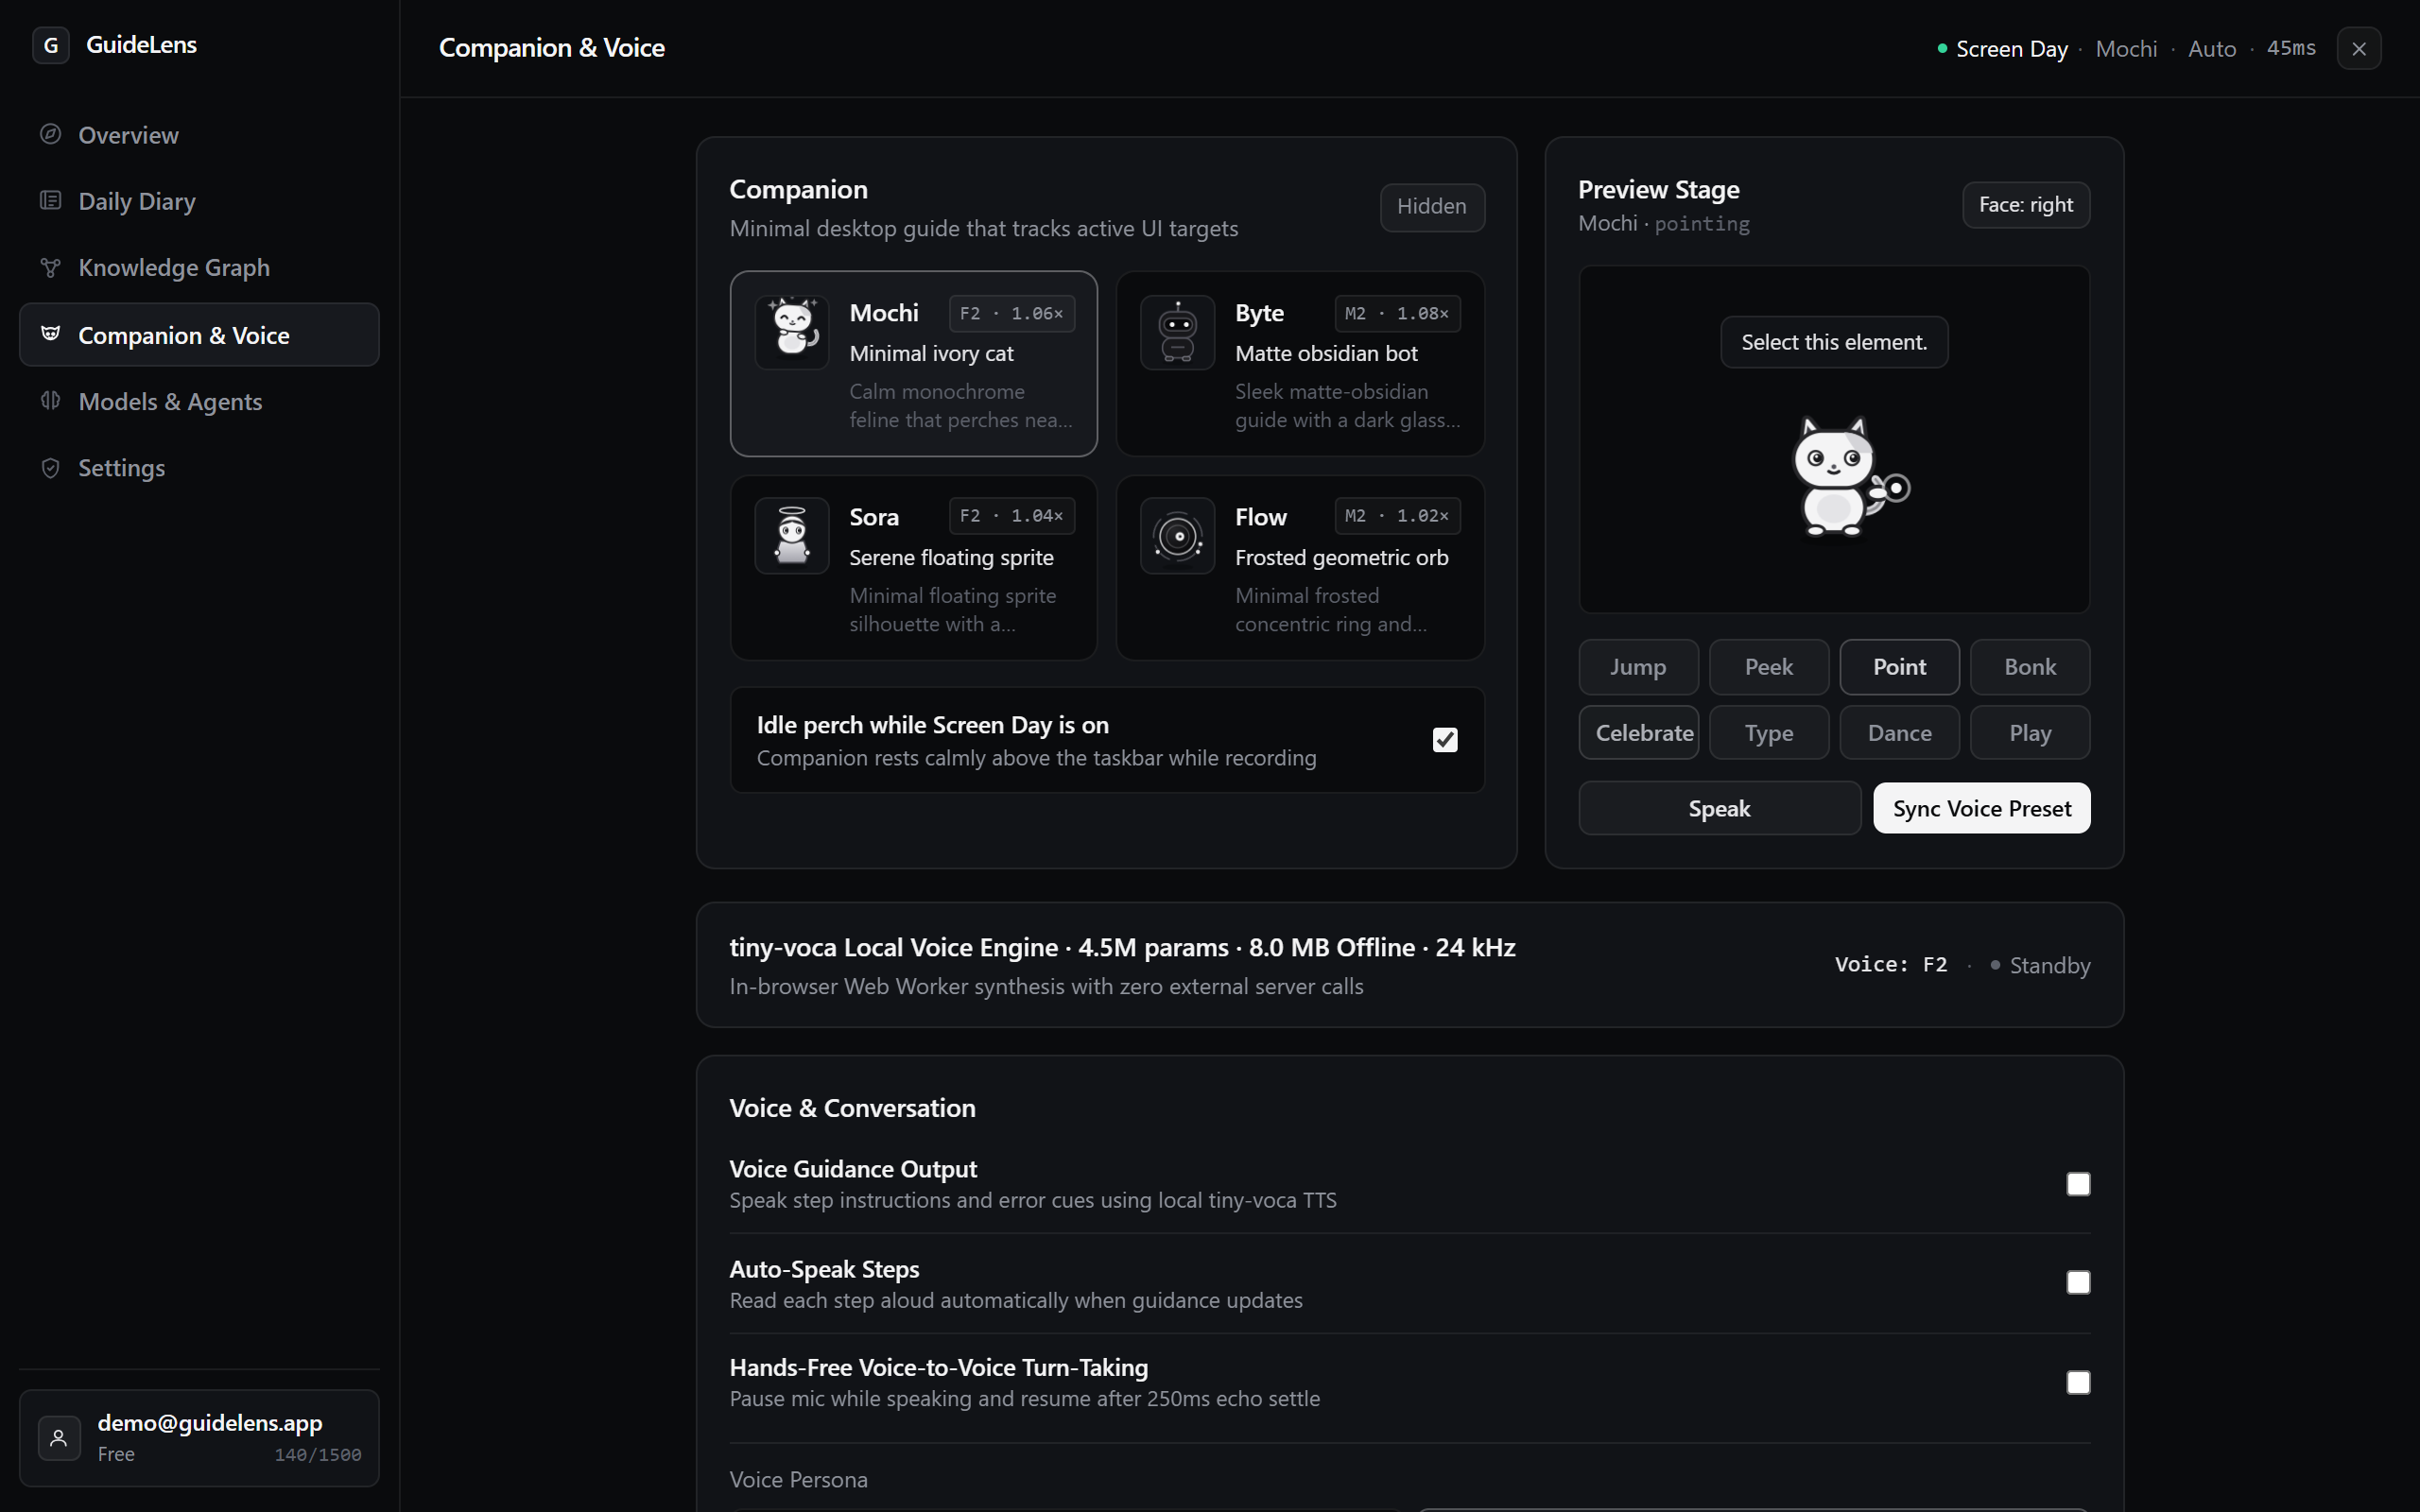 G GuideLens
Overview
Daily Diary
Knowledge Graph
Companion & Voice
Models & Agents
Settings
demo@guidelens.app
Free 140/1500
Companion & Voice
Screen Day · Mochi · Auto · 45ms
Companion
Minimal desktop guide that tracks active UI targets
Hidden
Mochi F2 · 1.06×
Minimal ivory cat
Calm monochrome
feline that perches nea...
Byte M2 · 1.08×
Matte obsidian bot
Sleek matte-obsidian
guide with a dark glass...
Sora F2 · 1.04×
Serene floating sprite
Minimal floating sprite
silhouette with a...
Flow M2 · 1.02×
Frosted geometric orb
Minimal frosted
concentric ring and...
Idle perch while Screen Day is on
Companion rests calmly above the taskbar while recording
Preview Stage
Mochi · pointing
Face: right
Select this element.
Jump Peek Point Bonk
Celebrate Type Dance Play
Speak Sync Voice Preset
tiny-voca Local Voice Engine · 4.5M params · 8.0 MB Offline · 24 kHz
In-browser Web Worker synthesis with zero external server calls
Voice: F2 · Standby
Voice & Conversation
Voice Guidance Output
Speak step instructions and error cues using local tiny-voca TTS
Auto-Speak Steps
Read each step aloud automatically when guidance updates
Hands-Free Voice-to-Voice Turn-Taking
Pause mic while speaking and resume after 250ms echo settle
Voice Persona